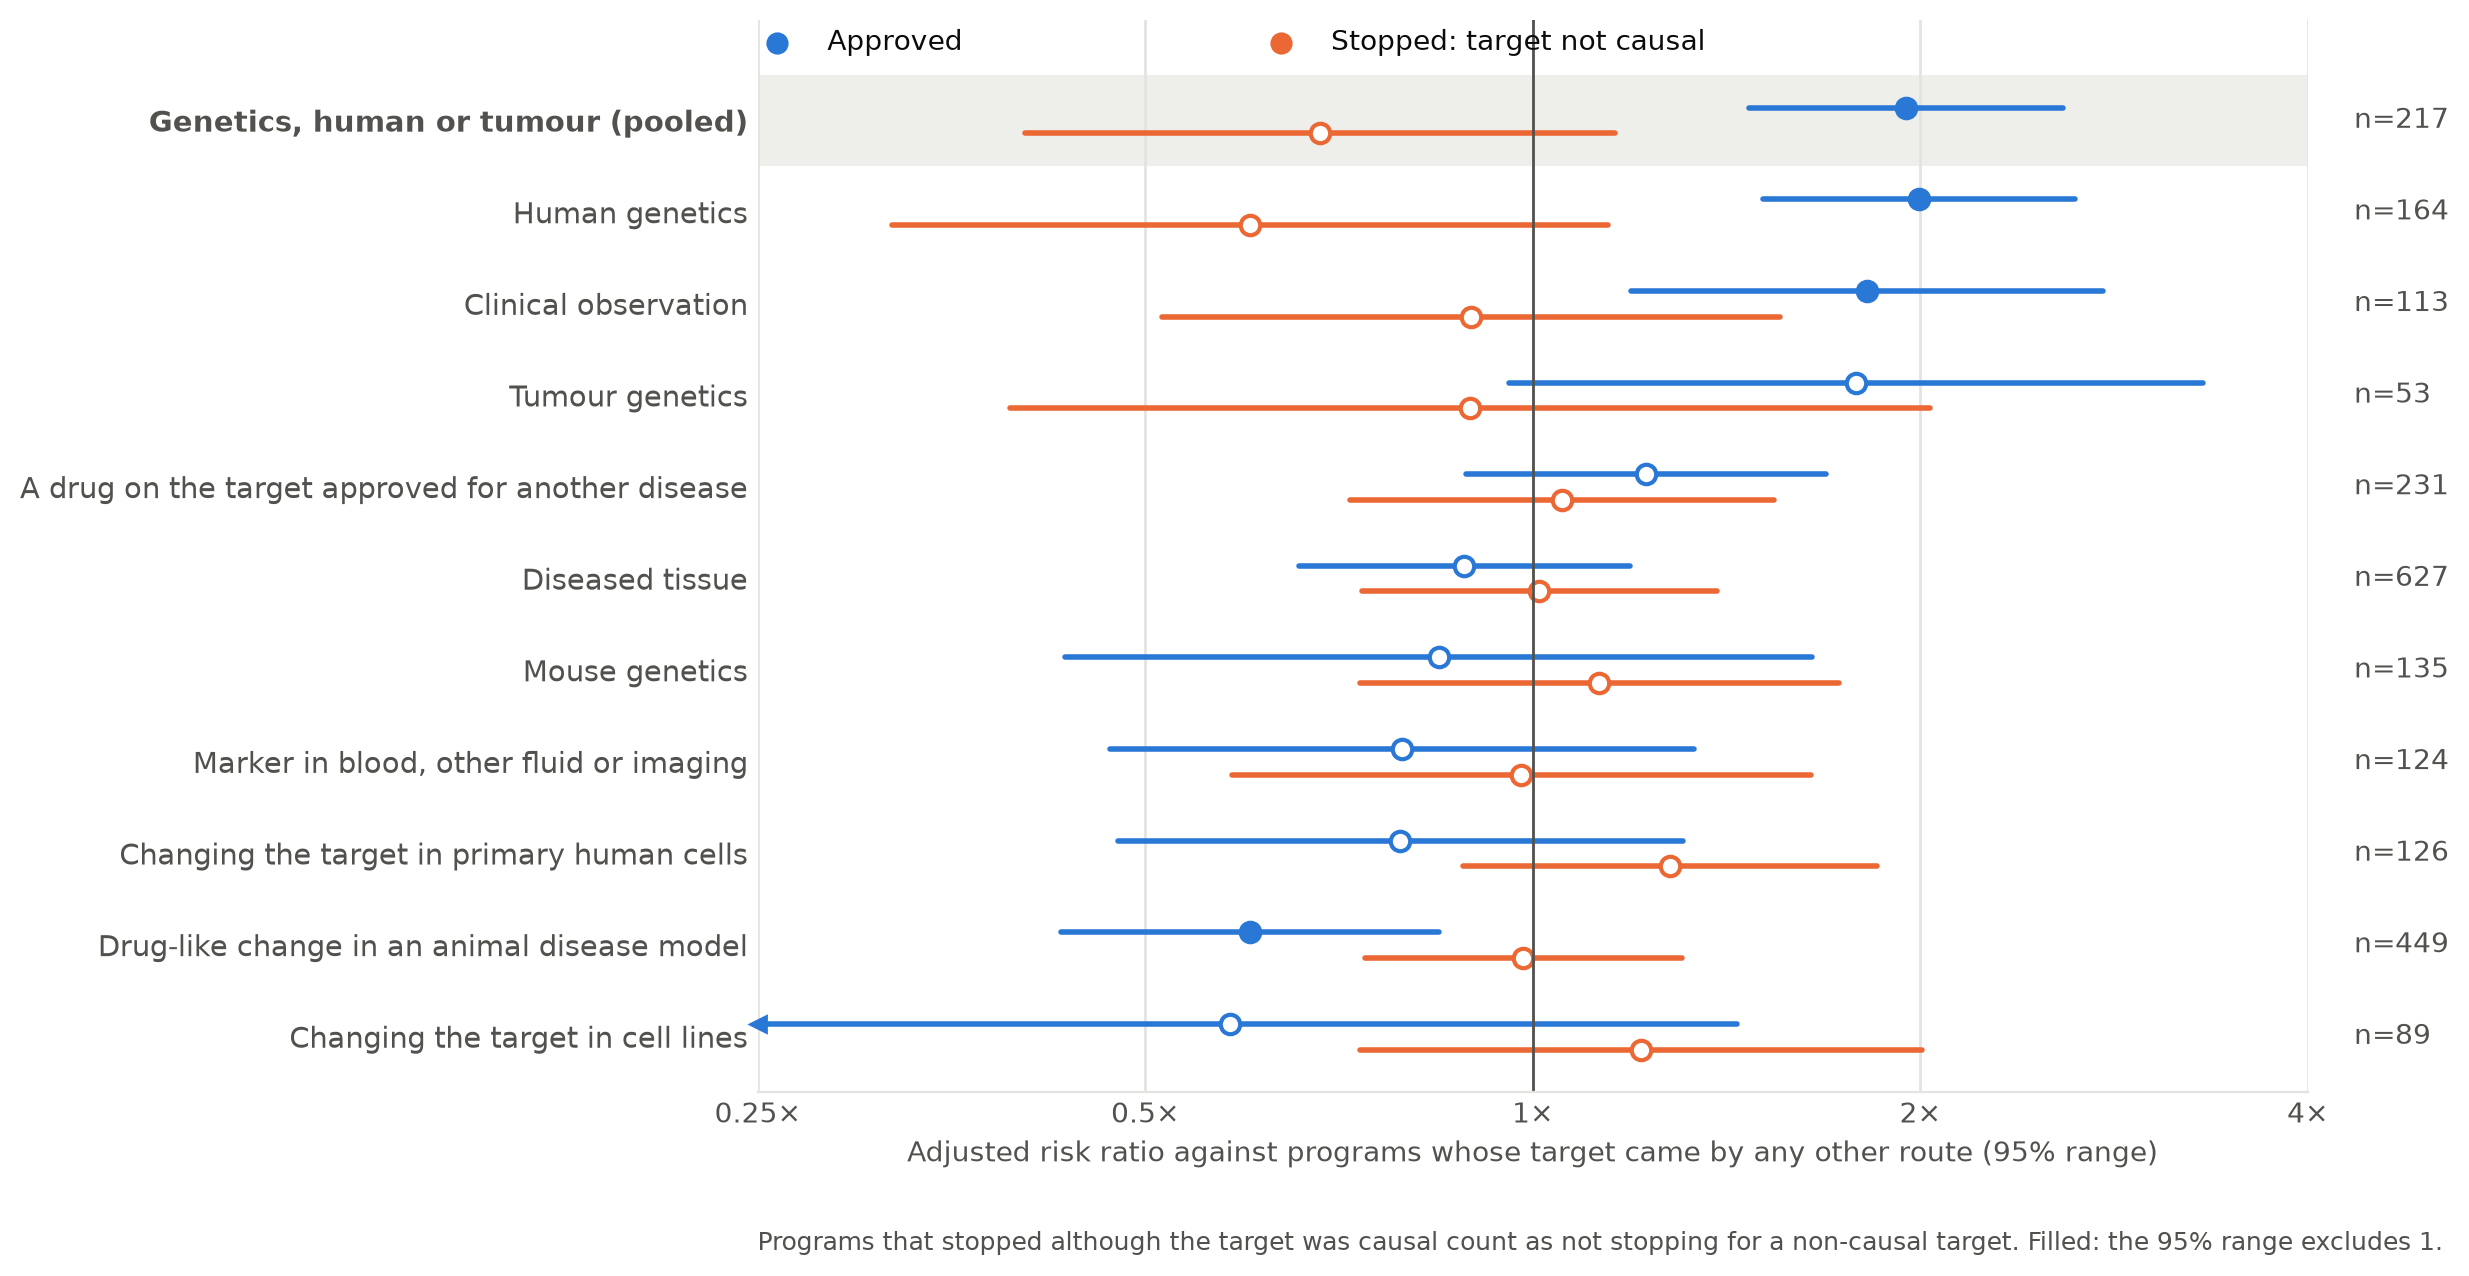 Approved
Stopped: target not causal
Genetics, human or tumour (pooled)
n=217
Human genetics
n=164
Clinical observation
n=113
Tumour genetics
n=53
A drug on the target approved for another disease
n=231
Diseased tissue
n=627
Mouse genetics
n=135
Marker in blood, other fluid or imaging
n=124
Changing the target in primary human cells
n=126
Drug-like change in an animal disease model
n=449
Changing the target in cell lines
n=89
0.25×
0.5×
1×
2×
4×
Adjusted risk ratio against programs whose target came by any other route (95% range)
Programs that stopped although the target was causal count as not stopping for a non-causal target. Filled: the 95% range excludes 1.